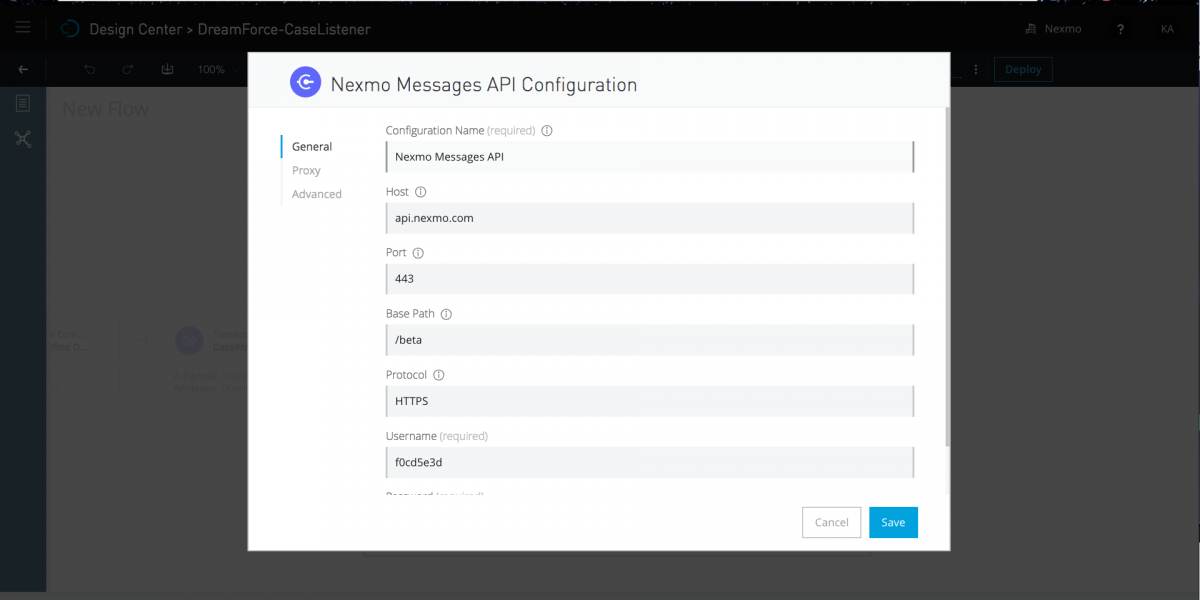 Design Center > DreamForce-CaseListener
Nexmo
?
KA
100%
Deploy
New Flow
Nexmo Messages API Configuration
General
Proxy
Advanced
Configuration Name (required)
Nexmo Messages API
Host
api.nexmo.com
Port
443
Base Path
/beta
Protocol
HTTPS
Username (required)
f0cd5e3d
Password (required)
Cancel
Save